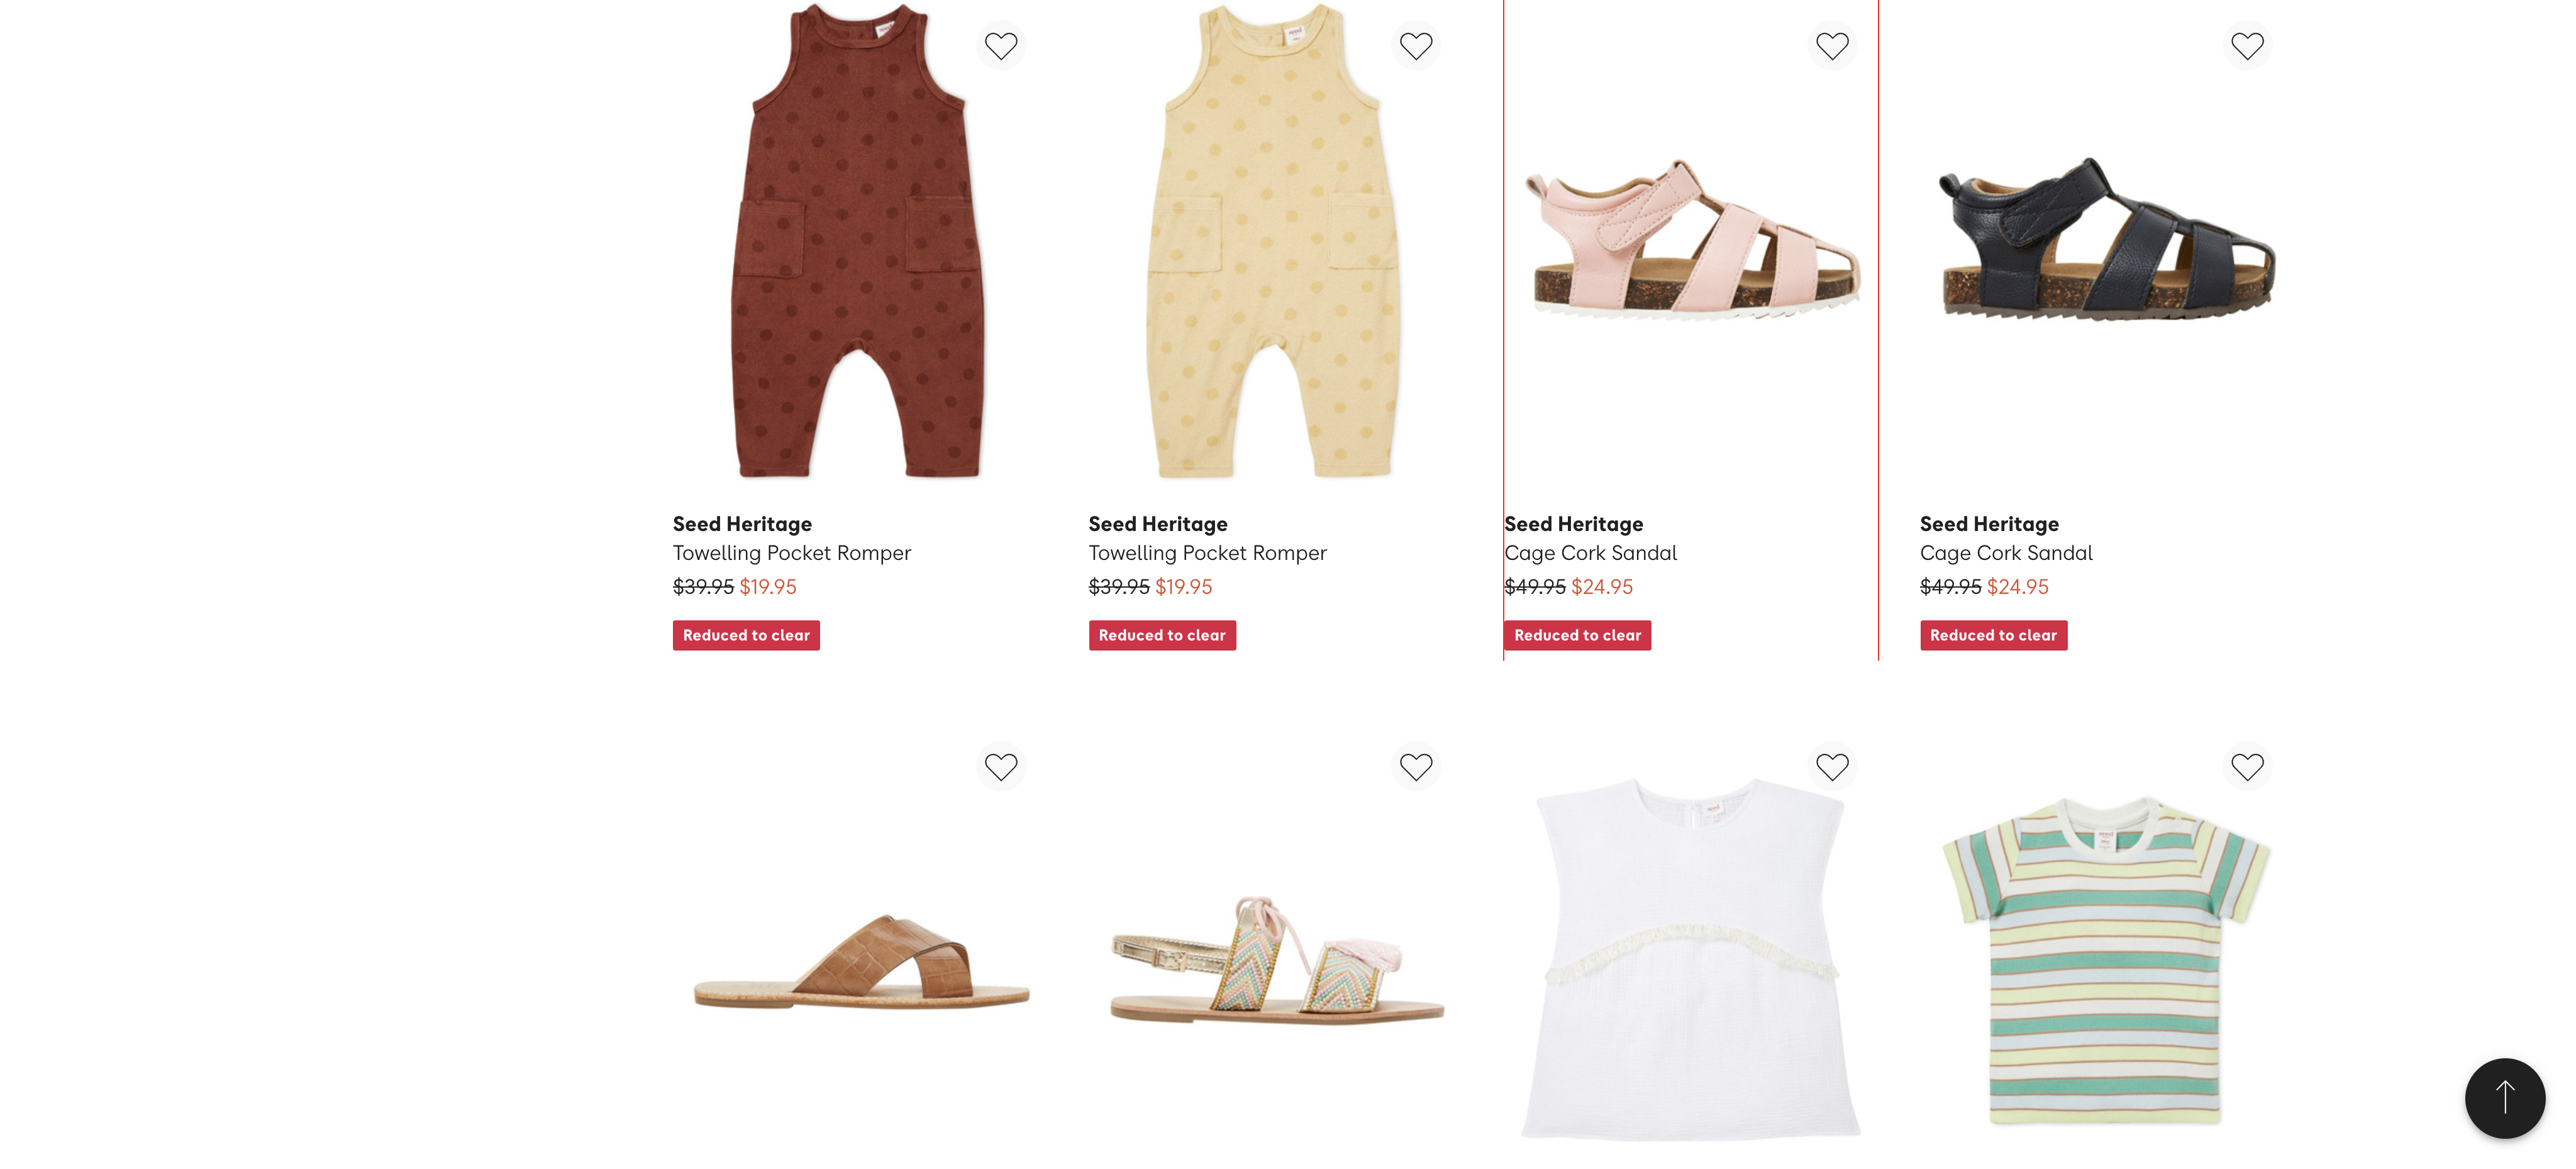 Seed Heritage
Towelling Pocket Romper
$39.95 $19.95
Reduced to clear
Seed Heritage
Towelling Pocket Romper
$39.95 $19.95
Reduced to clear
Seed Heritage
Cage Cork Sandal
$49.95 $24.95
Reduced to clear
Seed Heritage
Cage Cork Sandal
$49.95 $24.95
Reduced to clear